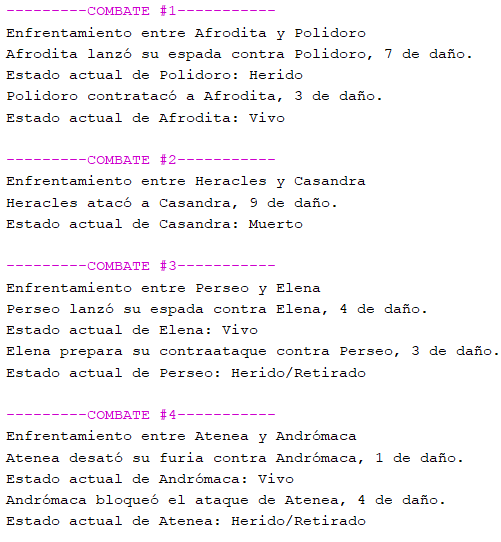 ---------COMBATE #1-----------
Enfrentamiento entre Afrodita y Polidoro
Afrodita lanzó su espada contra Polidoro, 7 de daño.
Estado actual de Polidoro: Herido
Polidoro contratacó a Afrodita, 3 de daño.
Estado actual de Afrodita: Vivo
---------COMBATE #2-----------
Enfrentamiento entre Heracles y Casandra
Heracles atacó a Casandra, 9 de daño.
Estado actual de Casandra: Muerto
---------COMBATE #3-----------
Enfrentamiento entre Perseo y Elena
Perseo lanzó su espada contra Elena, 4 de daño.
Estado actual de Elena: Vivo
Elena prepara su contraataque contra Perseo, 3 de daño.
Estado actual de Perseo: Herido/Retirado
---------COMBATE #4-----------
Enfrentamiento entre Atenea y Andrómaca
Atenea desató su furia contra Andrómaca, 1 de daño.
Estado actual de Andrómaca: Vivo
Andrómaca bloqueó el ataque de Atenea, 4 de daño.
Estado actual de Atenea: Herido/Retirado